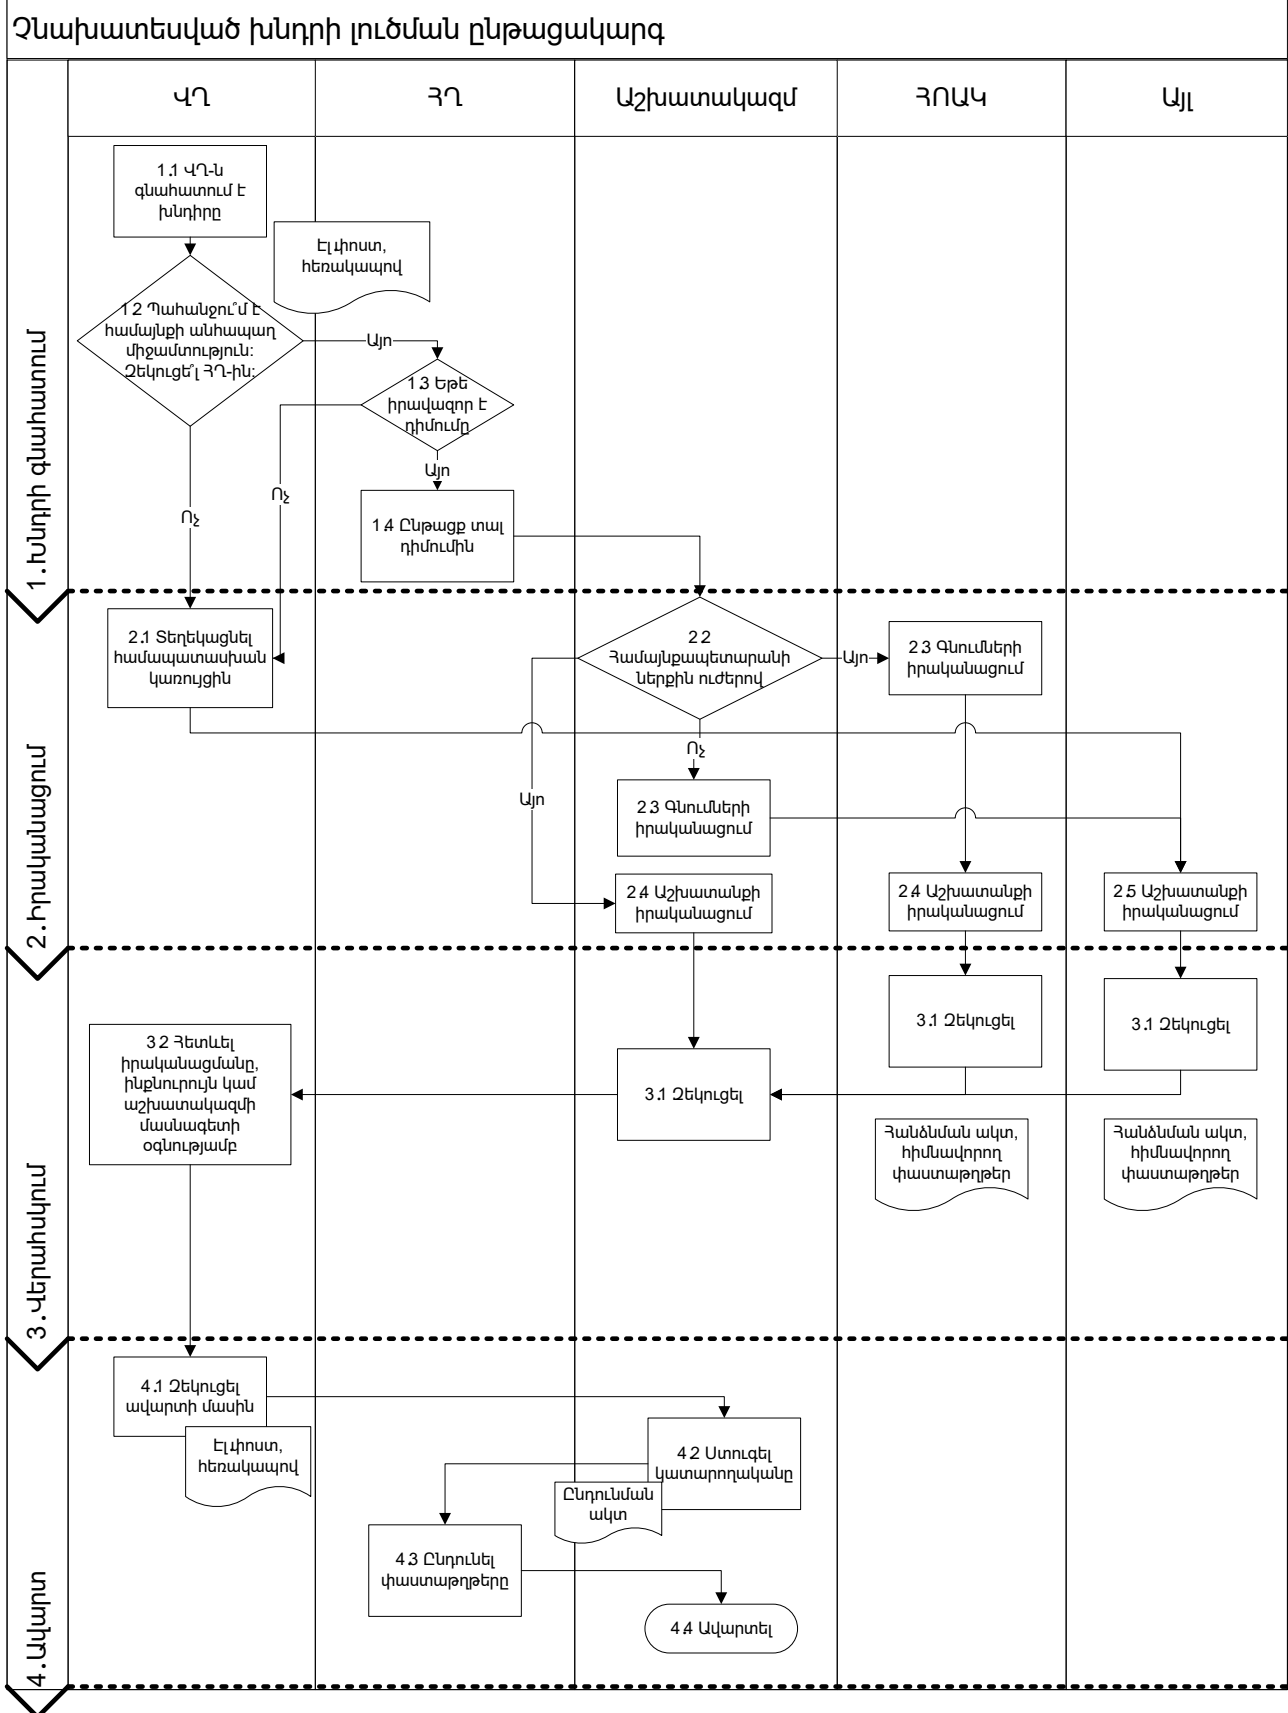 Չնախատեսված խնդրի լուծման ընթացակարգ
ՎՂ
ՀՂ
Աշխատակազմ
ՀՈԱԿ
Այլ
1. Խնդրի գնահատում
1.1 ՎՂ-ն
գնահատում է
խնդիրը
Էլ.փոստ,
հեռակապով
1.2 Պահանջու՞մ է
համայնքի անհապաղ
միջամտություն:
Զեկուցե՞լ ՀՂ-ին:
Այո
1.3 Եթե
իրավազոր է
դիմումը
Այո
Ոչ
Ոչ
1.4 Ընթացք տալ
դիմումին
2. Իրականացում
2.1 Տեղեկացնել
համապատասխան
կառույցին
2.2
Համայնքապետարանի
ներքին ուժերով
Այո
2.3 Գնումների
իրականացում
Ոչ
Այո
2.3 Գնումների
իրականացում
2.4 Աշխատանքի
իրականացում
2.4 Աշխատանքի
իրականացում
2.5 Աշխատանքի
իրականացում
3. Վերահսկում
3.1 Զեկուցել
3.1 Զեկուցել
3.2 Հետևել
իրականացմանը,
ինքնուրույն կամ
աշխատակազմի
մասնագետի
օգնությամբ
3.1 Զեկուցել
Հանձնման ակտ,
հիմնավորող
փաստաթղթեր
Հանձնման ակտ,
հիմնավորող
փաստաթղթեր
4. Ավարտ
4.1 Զեկուցել
ավարտի մասին
Էլ.փոստ,
հեռակապով
4.2 Ստուգել
կատարողականը
Ընդունման
ակտ
4.3 Ընդունել
փաստաթղթերը
4.4 Ավարտել